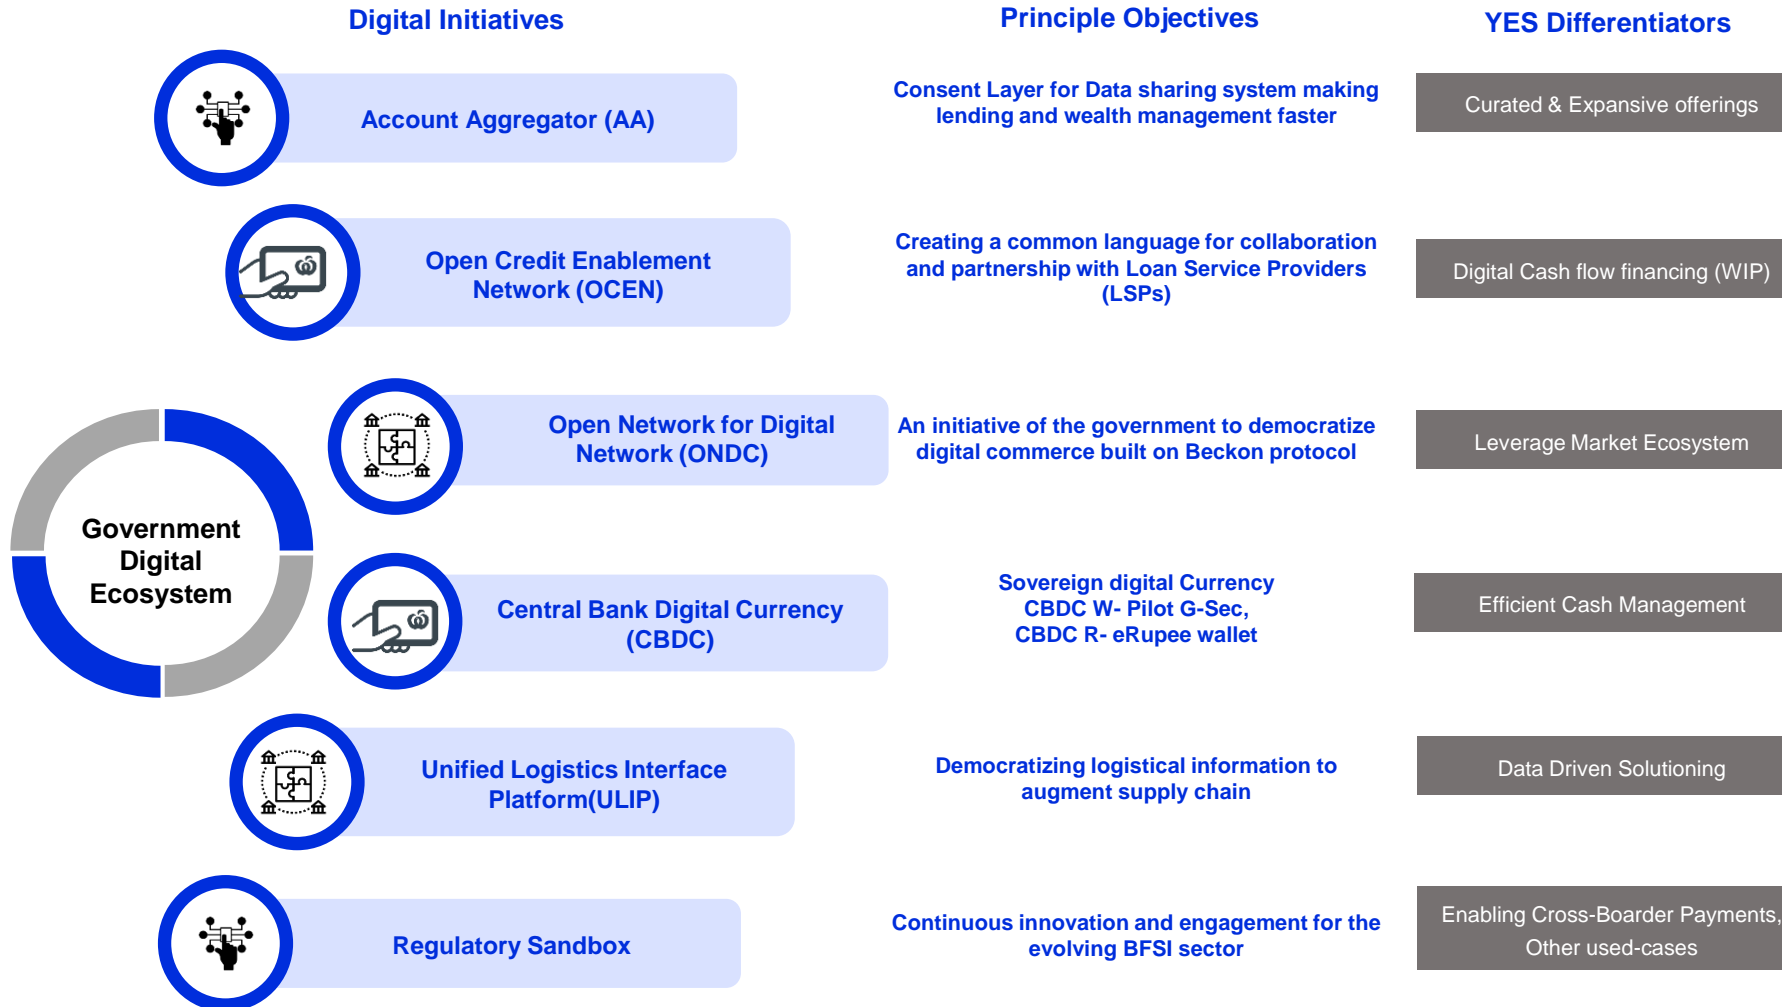 Digital Initiatives
Principle Objectives
YES Differentiators
Account Aggregator (AA)
Consent Layer for Data sharing system making
lending and wealth management faster
Curated & Expansive offerings
Open Credit Enablement
Network (OCEN)
Creating a common language for collaboration
and partnership with Loan Service Providers
(LSPs)
Digital Cash flow financing (WIP)
Open Network for Digital
Network (ONDC)
An initiative of the government to democratize
digital commerce built on Beckon protocol
Leverage Market Ecosystem
Government
Digital
Ecosystem
Central Bank Digital Currency
(CBDC)
Sovereign digital Currency
CBDC W- Pilot G-Sec,
CBDC R- eRupee wallet
Efficient Cash Management
Unified Logistics Interface
Platform(ULIP)
Democratizing logistical information to
augment supply chain
Data Driven Solutioning
Regulatory Sandbox
Continuous innovation and engagement for the
evolving BFSI sector
Enabling Cross-Boarder Payments,
Other used-cases